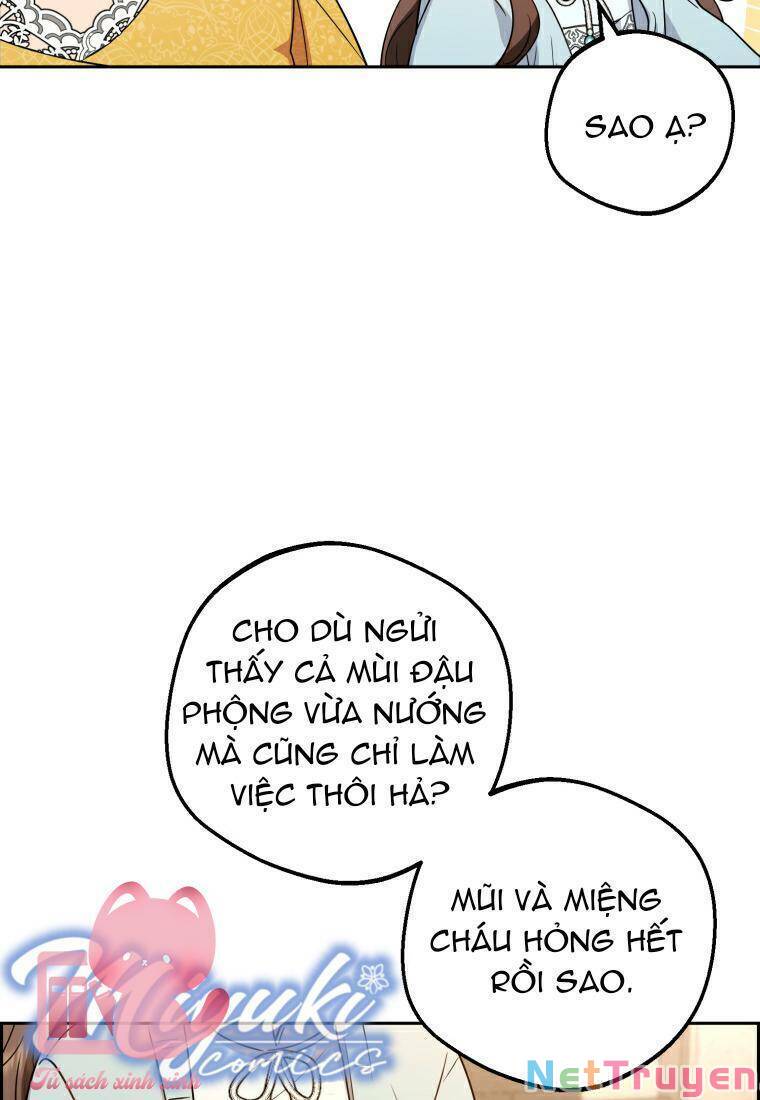 SAO Ạ?
CHO DÙ NGỬI
THẤY CẢ MÙI ĐẬU
PHỘNG VỪA NƯỚNG
MÀ CŨNG CHỈ LÀM
VIỆC THÔI HẢ?
MŨI VÀ MIỆNG
CHÁU HỎNG HẾT
RỒI SAO.
Miyuki
comics
Tủ sách xinh xinh
NetTruyen